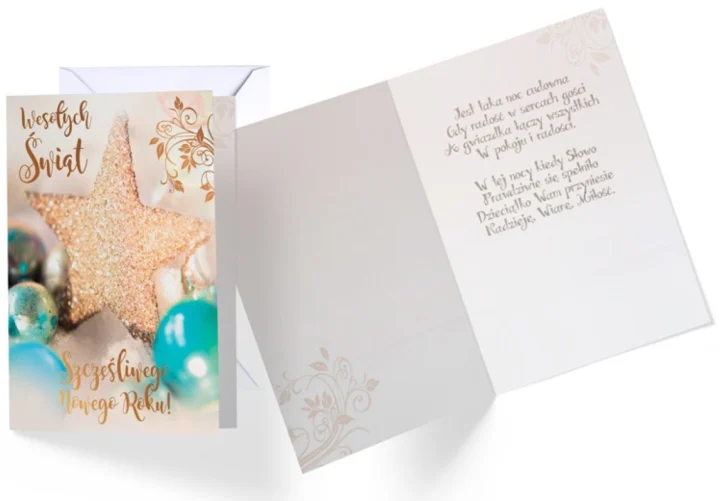 Wesołych
Świąt
Szczęśliwego
Nowego Roku!
Jest taka noc cudowna
Gdy radość w sercach gości
A gwiazdka łączy wszystkich
W pokoju i radości.
W tej nocy kiedy Słowo
Prawdziwie się spełniło
Dzieciątko Wam przyniesie
Nadzieję, Wiarę, Miłość.